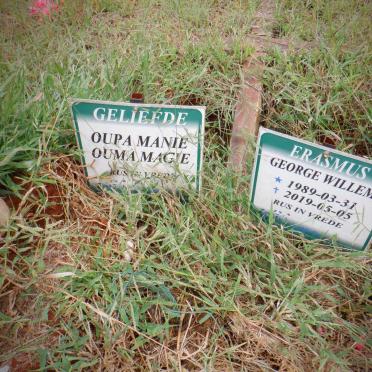 GELIEFDE
OUPA MANIE
OUMA MAGIE
RUS IN VREDE
ERASMUS
GEORGE WILLEM
* 1989-03-31
† 2019-05-05
RUS IN VREDE